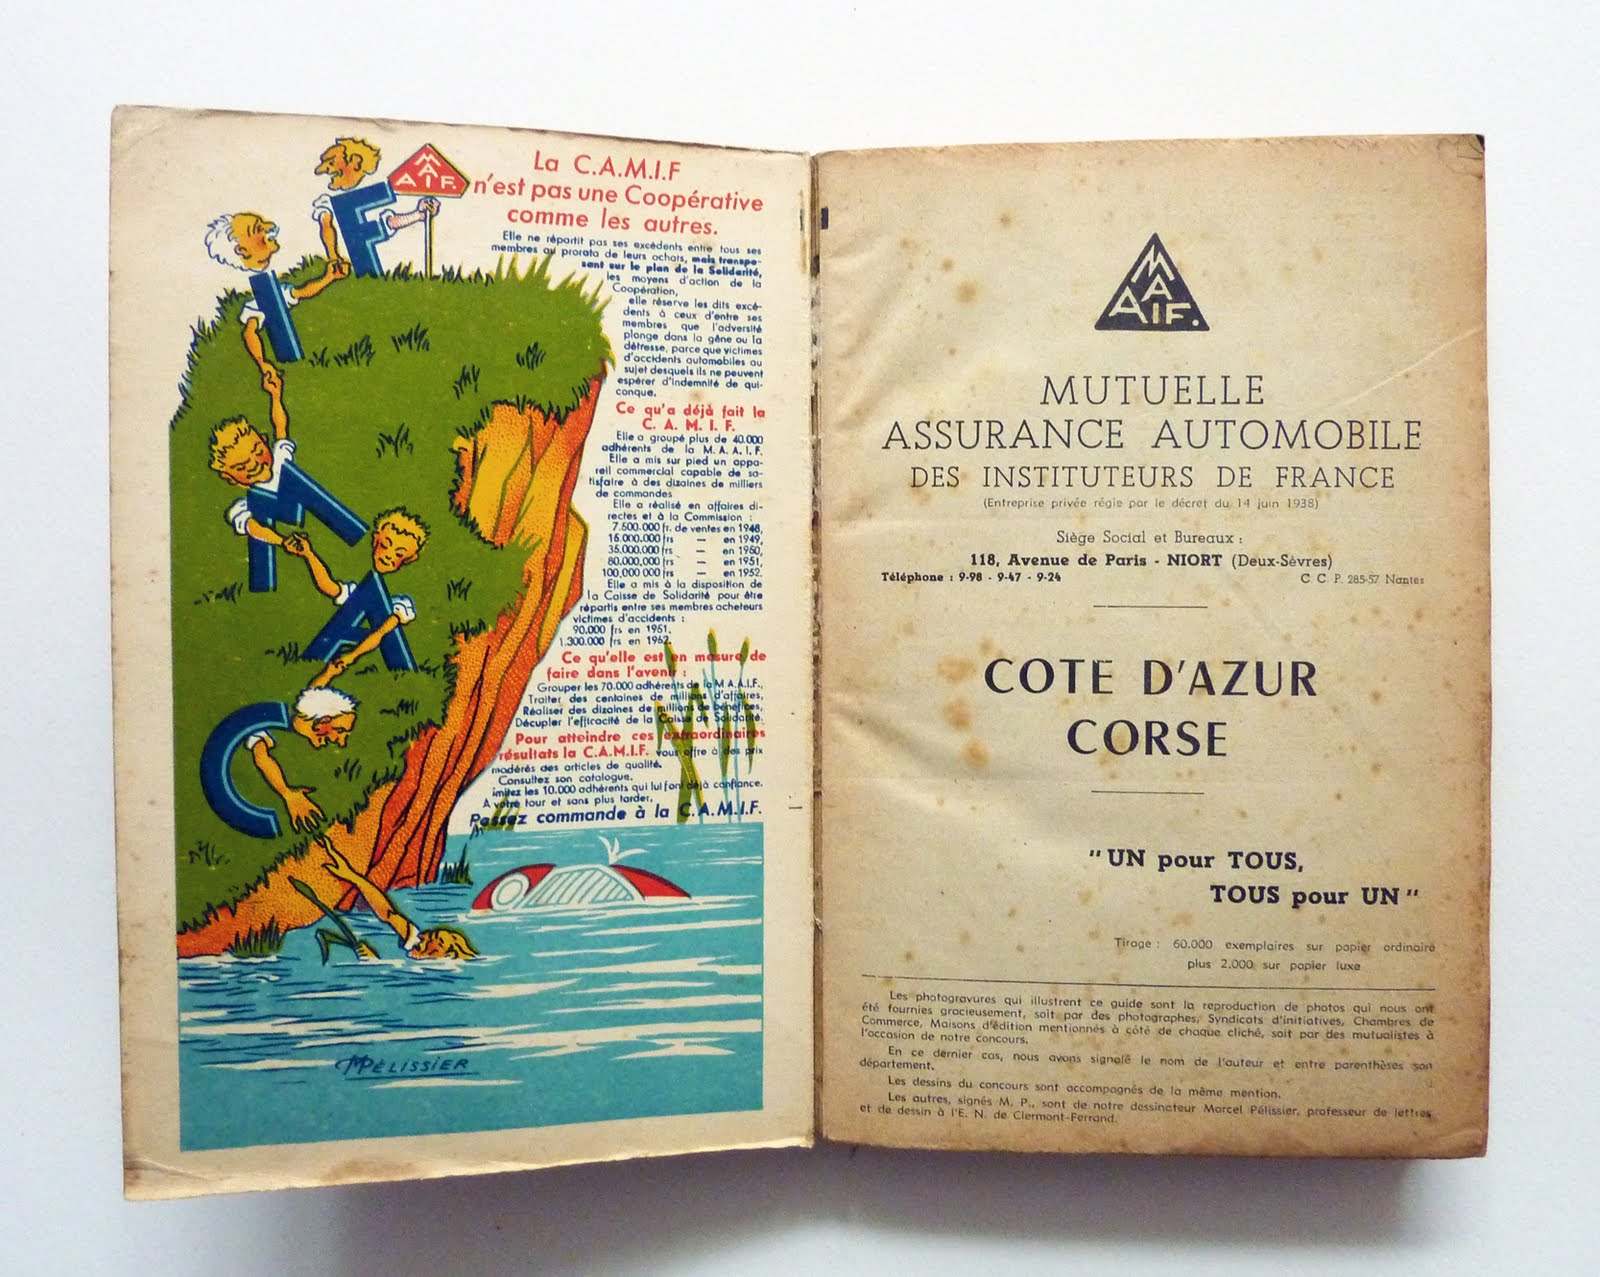 M
A
A I F.
F
I
M
A
C
La C.A.M.I.F
n'est pas une Coopérative
comme les autres.
Elle ne répartit pas ses excédents entre tous ses
membres au prorata de leurs achats, mais transpo-
sant sur le plan de la Solidarité,
les moyens d'action de la
Coopération,
elle réserve les dits excé-
dents à ceux d'entre ses
membres que l'adversité
plonge dans la gêne ou la
détresse, parce que victimes
d'accidents automobiles au
sujet desquels ils ne peuvent
espérer d'indemnité de qui-
conque.
Ce qu'a déjà fait la
C. A. M. I. F.
Elle a groupé plus de 40.000
adhérents de la M. A. A. I. F.
Elle a mis sur pied un appa-
reil commercial capable de sa-
tisfaire à des dizaines de milliers
de commandes
Elle a réalisé en affaires di-
rectes et à la Commission :
7.500.000 fr. de ventes en 1948,
16.000.000 frs — en 1949,
35,000.000 frs — en 1950,
80.000.000 frs — en 1951,
100,000 000 frs — en 1952.
Elle a mis à la disposition de
la Caisse de Solidarité pour être
répartis entre ses membres acheteurs
victimes d'accidents :
90.000 frs en 1951,
1.300.000 frs en 1952.
Ce qu'elle est en mesure de
faire dans l'avenir :
Grouper les 70.000 adhérents de la M A.A.I.F.,
Traiter des centaines de millions d'affaires,
Réaliser des dizaines de millions de bénéfices,
Décupler l'efficacité de la Caisse de Solidarité.
Pour atteindre ces extraordinaires
résultats la C.A.M.I.F. vous offre à des prix
modérés des articles de qualité.
Consultez son catalogue.
imitez les 10.000 adhérents qui lui font déjà confiance.
A votre tour et sans plus tarder,
Passez commande à la C.A.M.I.F.
M PÉLISSIER
M
A
A I F.
MUTUELLE
ASSURANCE AUTOMOBILE
DES INSTITUTEURS DE FRANCE
(Entreprise privée régie par le décret du 14 juin 1938)
Siège Social et Bureaux :
118, Avenue de Paris - NIORT (Deux-Sèvres)
Téléphone : 9-98 - 9-47 - 9-24 C C. P. 285-57 Nantes
COTE D'AZUR
CORSE
"UN pour TOUS,
TOUS pour UN"
Tirage : 60.000 exemplaires sur papier ordinaire
plus 2.000 sur papier luxe
Les photogravures qui illustrent ce guide sont la reproduction de photos qui nous ont
été fournies gracieusement, soit par des photographes, Syndicats d'initiatives, Chambres de
Commerce, Maisons d'édition mentionnés à côté de chaque cliché, soit par des mutualistes à
l'occasion de notre concours.
En ce dernier cas, nous avons signalé le nom de l'auteur et entre parenthèses son
département.
Les dessins du concours sont accompagnés de la même mention.
Les autres, signés M. P., sont de notre dessinateur Marcel Pélissier, professeur de lettres
et de dessin à l'E. N. de Clermont-Ferrand.